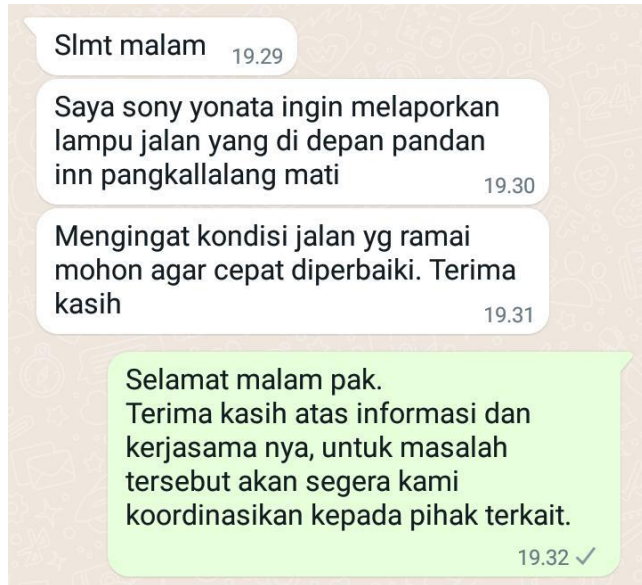 Slmt malam 19.29
Saya sony yonata ingin melaporkan
lampu jalan yang di depan pandan
inn pangkallalang mati
19.30
Mengingat kondisi jalan yg ramai
mohon agar cepat diperbaiki. Terima
kasih
19.31
Selamat malam pak.
Terima kasih atas informasi dan
kerjasama nya, untuk masalah
tersebut akan segera kami
koordinasikan kepada pihak terkait.
19.32